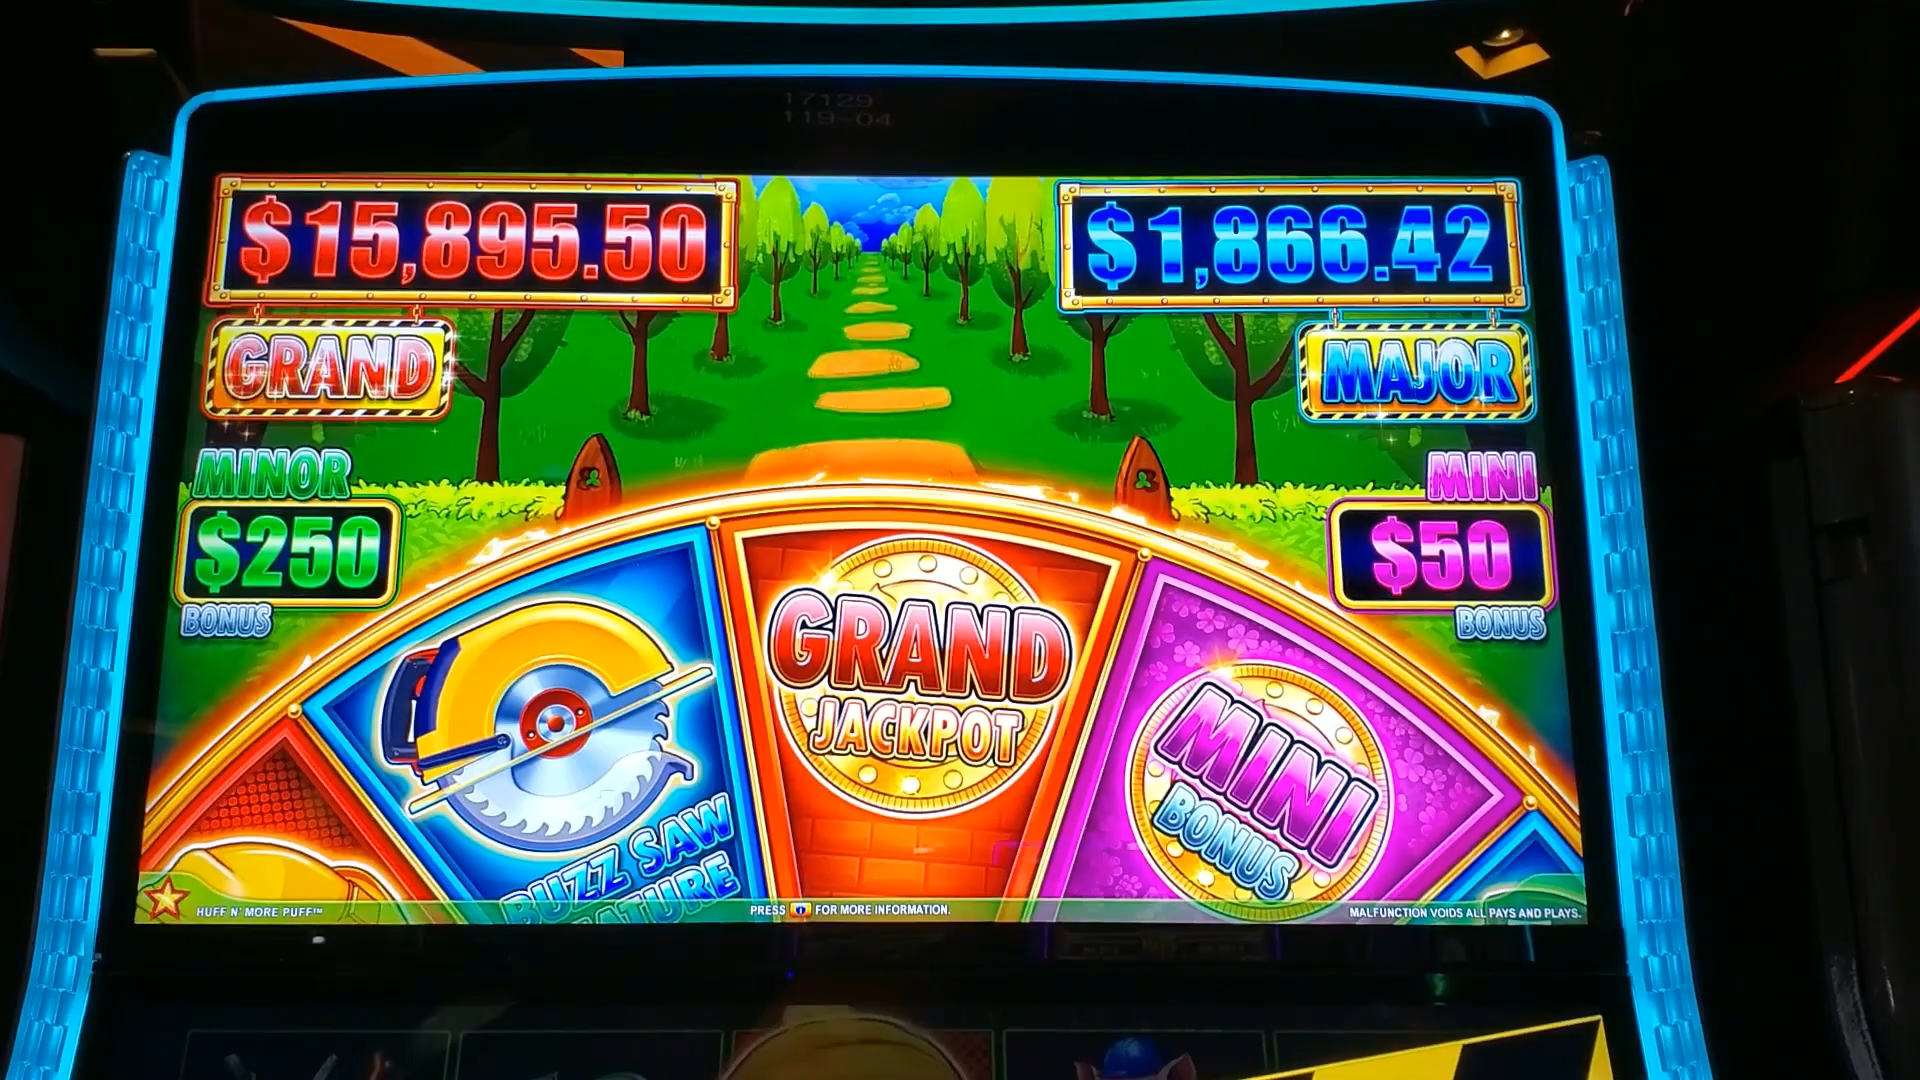 17129
119-04
$15,895.50
$1,866.42
GRAND
MAJOR
MINOR
$250
BONUS
MINI
$50
BONUS
BUZZ SAW
FEATURE
GRAND
JACKPOT
MINI
BONUS
HUFF N' MORE PUFF™
PRESS FOR MORE INFORMATION.
MALFUNCTION VOIDS ALL PAYS AND PLAYS.